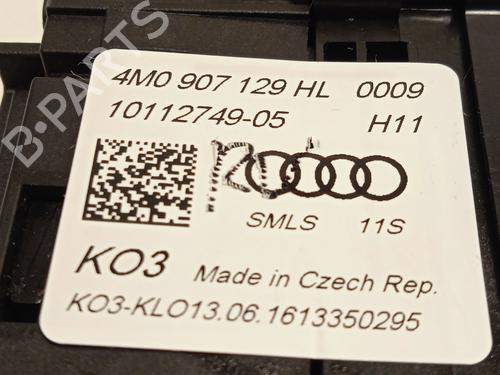 B-PARTS
4M0 907 129 HL 0009
10112749-05 H11
120
SMLS 11S
KO3 Made in Czech Rep.
KO3-KLO13.06.1613350295